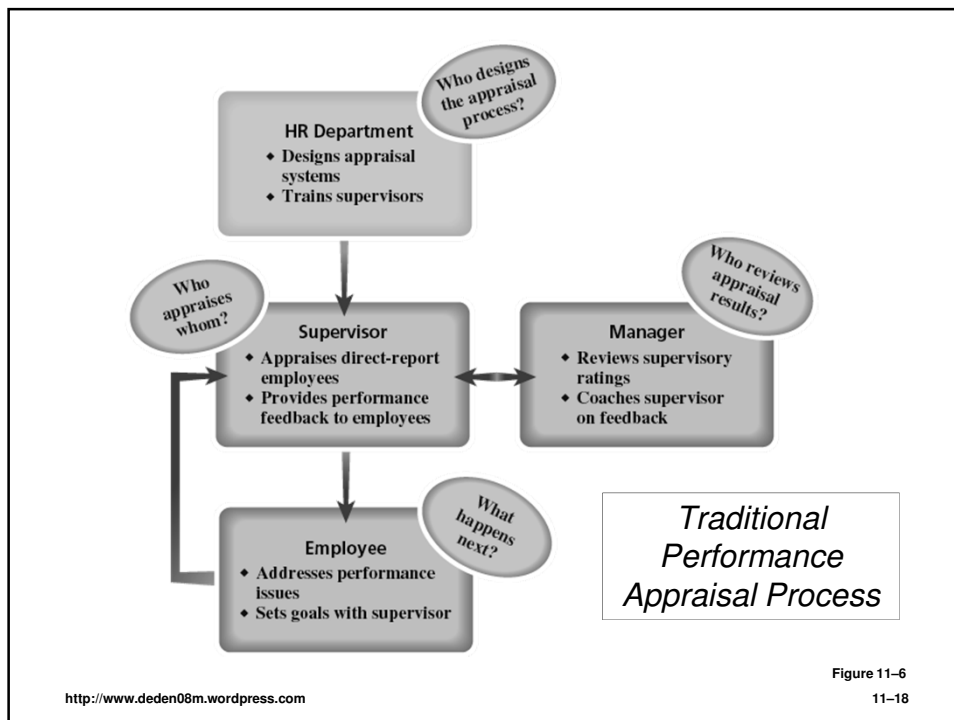 Who designs
the appraisal
process?
HR Department
◆ Designs appraisal
systems
◆ Trains supervisors
Who
appraises
whom?
Supervisor
◆ Appraises direct-report
employees
◆ Provides performance
feedback to employees
Who reviews
appraisal
results?
Manager
◆ Reviews supervisory
ratings
◆ Coaches supervisor
on feedback
What
happens
next?
Employee
◆ Addresses performance
issues
◆ Sets goals with supervisor
Traditional
Performance
Appraisal Process
Figure 11–6
http://www.deden08m.wordpress.com
11–18